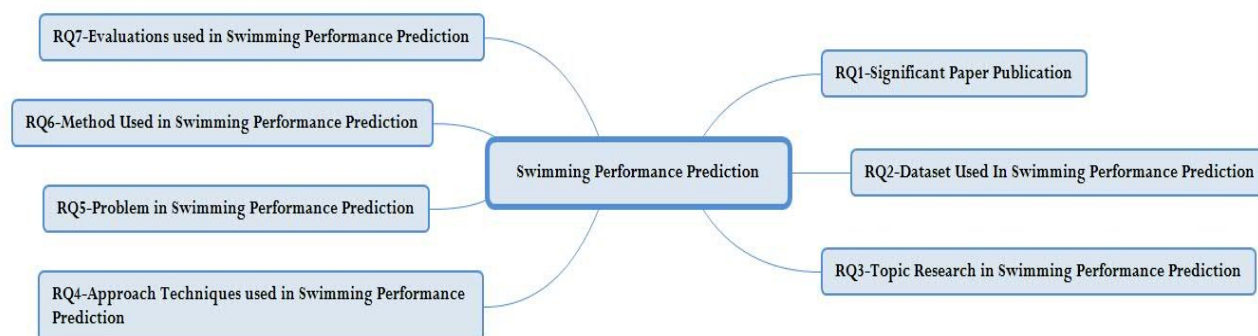 RQ7-Evaluations used in Swimming Performance Prediction
RQ1-Significant Paper Publication
RQ6-Method Used in Swimming Performance Prediction
Swimming Performance Prediction
RQ2-Dataset Used In Swimming Performance Prediction
RQ5-Problem in Swimming Performance Prediction
RQ3-Topic Research in Swimming Performance Prediction
RQ4-Approach Techniques used in Swimming Performance
Prediction